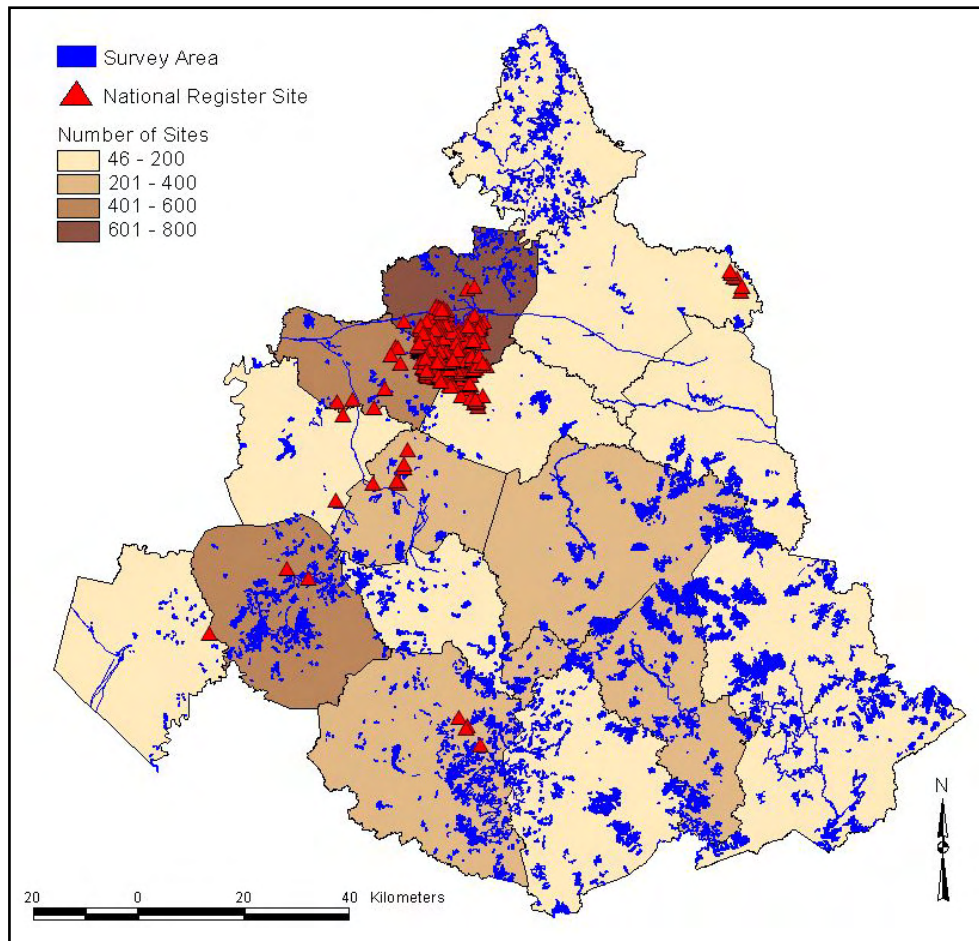 Survey Area
National Register Site
Number of Sites
46 - 200
201 - 400
401 - 600
601 - 800
N
20 0 20 40 Kilometers